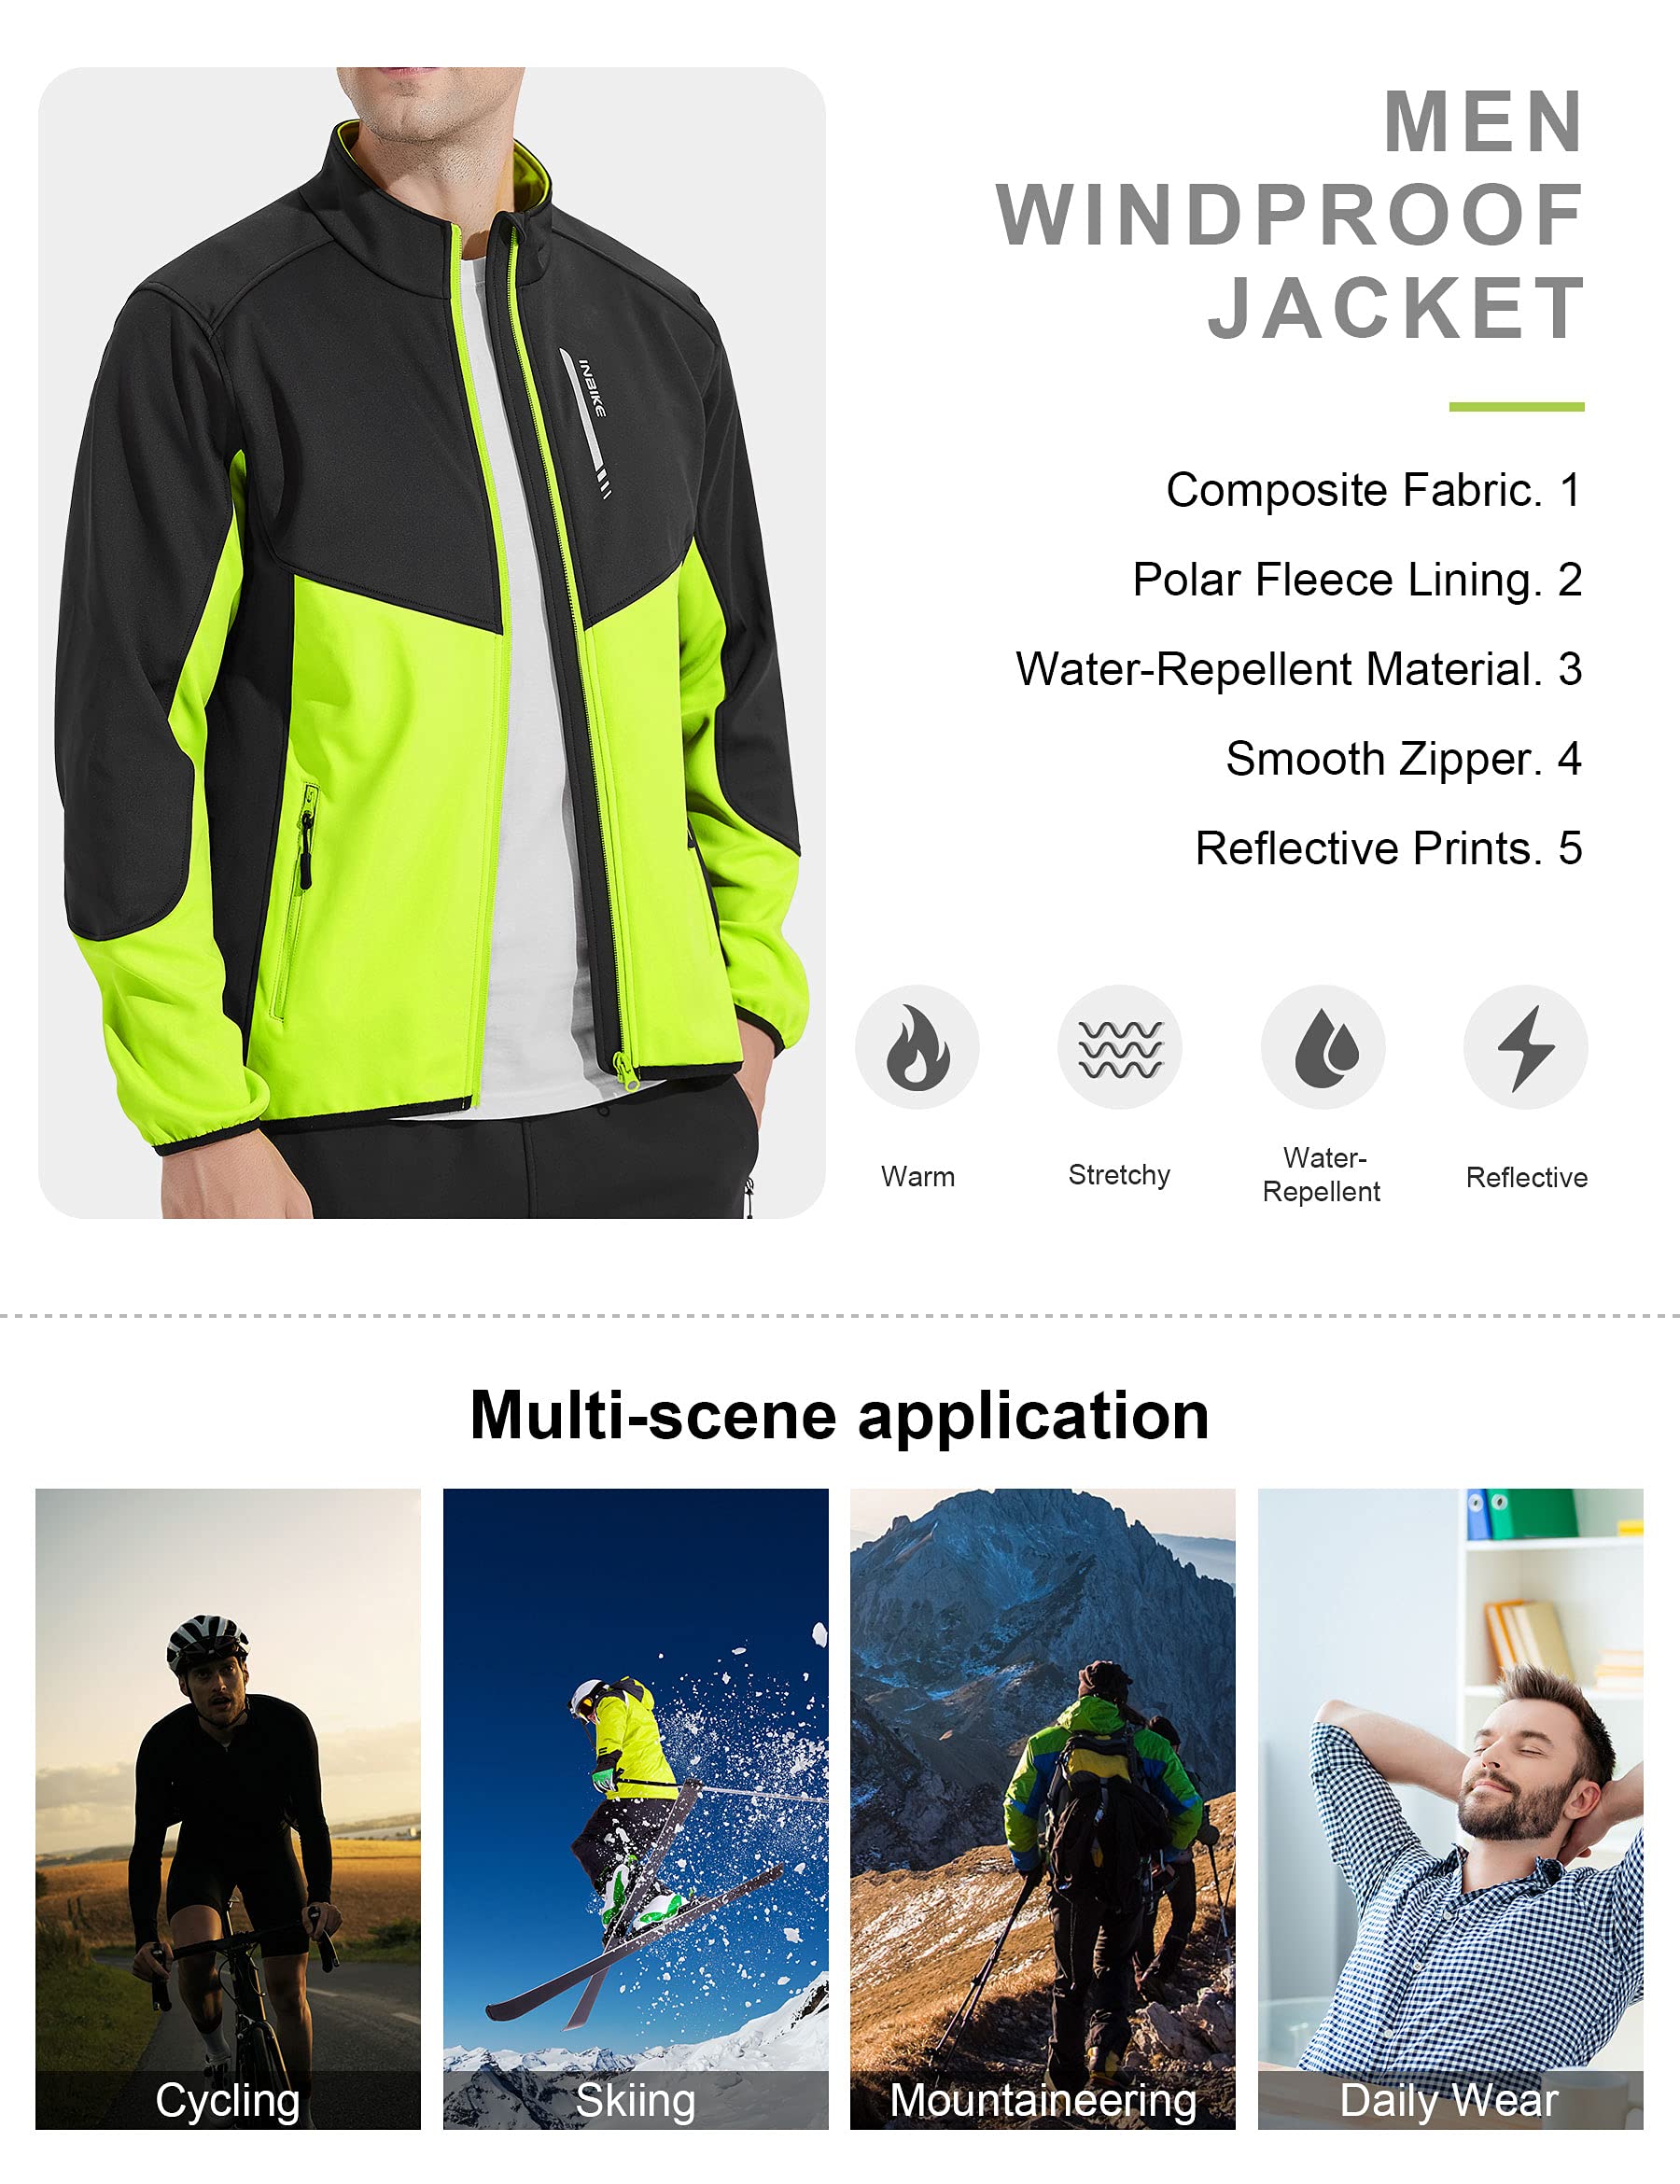 MEN
WINDPROOF
JACKET
INBIKE
Composite Fabric. 1
Polar Fleece Lining. 2
Water-Repellent Material. 3
Smooth Zipper. 4
Reflective Prints. 5
Warm
Stretchy
Water-
Repellent
Reflective
Multi-scene application
Cycling
Skiing
Mountaineering
Daily Wear